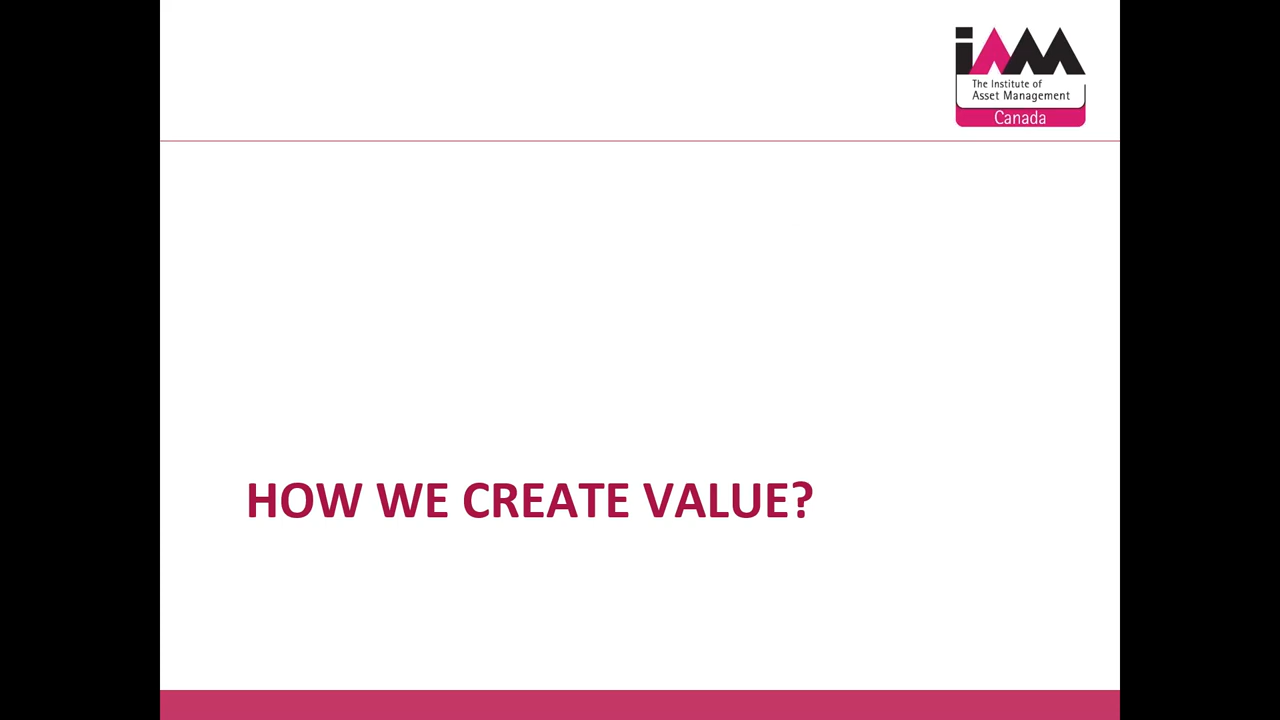 iAM
The Institute of
Asset Management
Canada
HOW WE CREATE VALUE?